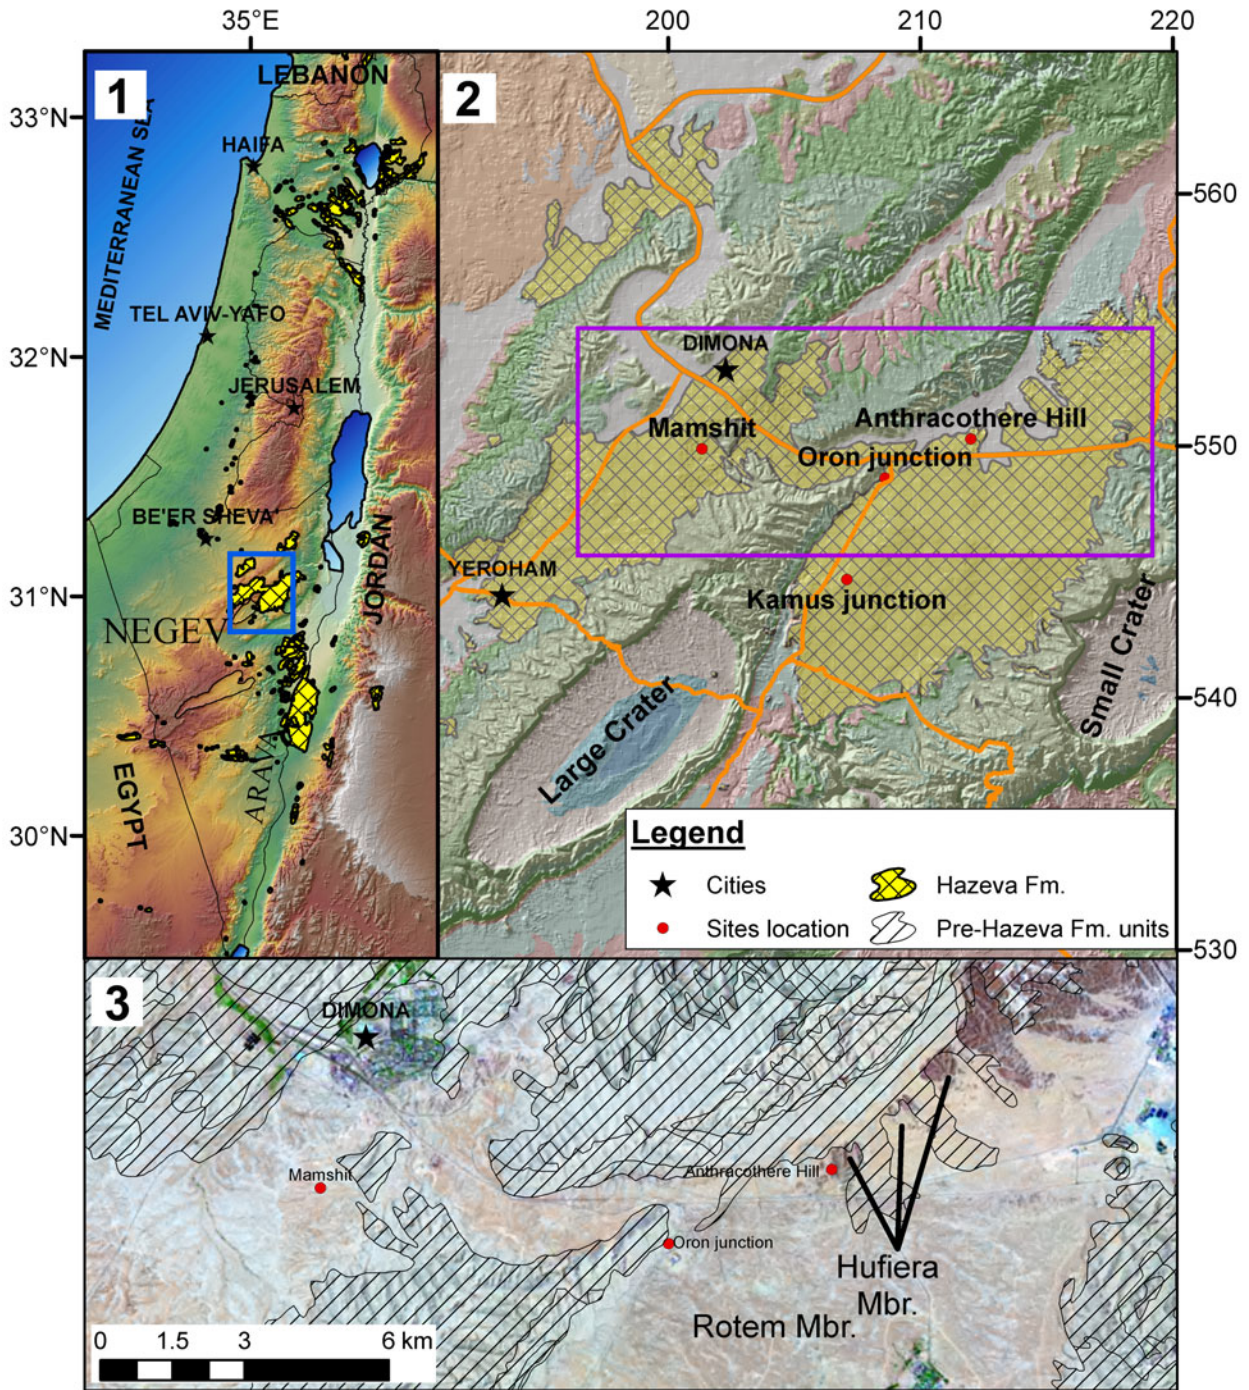 35°E
200
210
220
1
LEBANON
33°N
MEDITERRANEAN SEA
HAIFA
TEL AVIV-YAFO
32°N
JERUSALEM
BE'ER SHEVA'
31°N
NEGEV
JORDAN
ARAVA
EGYPT
30°N
2
560
DIMONA
Mamshit
Anthracothere Hill
Oron junction
550
YEROHAM
Kamus junction
Large Crater
Small Crater
540
Legend
Cities
Hazeva Fm.
Sites location
Pre-Hazeva Fm. units
530
3
DIMONA
Mamshit
Anthracothere Hill
Oron junction
Hufiera
Mbr.
Rotem Mbr.
0 1.5 3 6 km